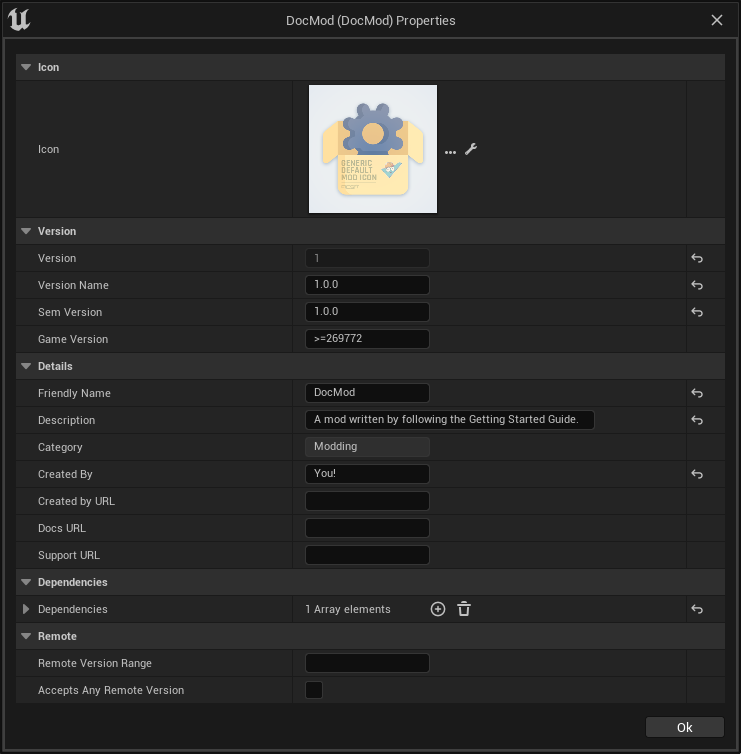 DocMod (DocMod) Properties
Icon
Icon
GENERIC
DEFAULT
MOD ICON
Version
Version 1
Version Name 1.0.0
Sem Version 1.0.0
Game Version >=269772
Details
Friendly Name DocMod
Description A mod written by following the Getting Started Guide.
Category Modding
Created By You!
Created by URL
Docs URL
Support URL
Dependencies
Dependencies 1 Array elements
Remote
Remote Version Range
Accepts Any Remote Version
Ok